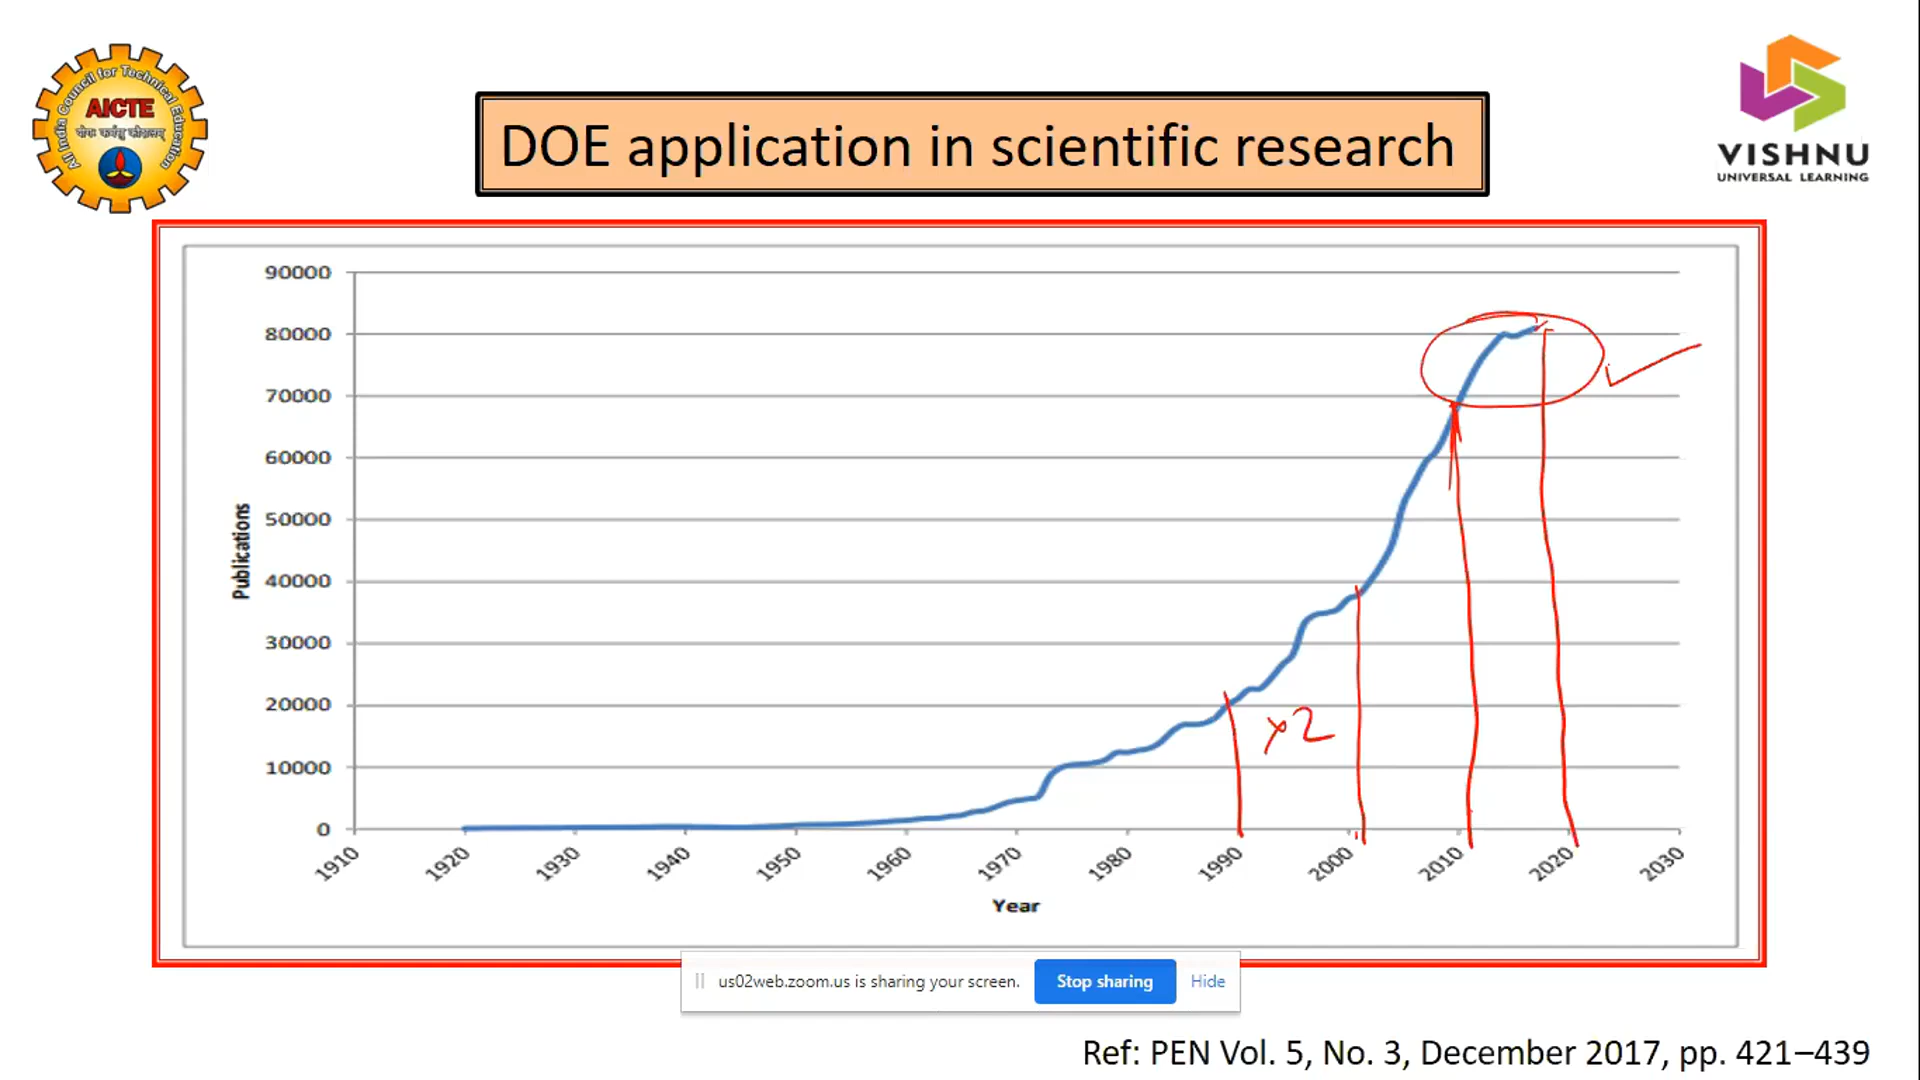 All India Council for Technical Education
AICTE
योगः कर्मसु कौशलम्
DOE application in scientific research
VISHNU
UNIVERSAL LEARNING
90000
80000
70000
60000
50000
40000
30000
20000
10000
0
Publications
x2
1910 1920 1930 1940 1950 1960 1970 1980 1990 2000 2010 2020 2030
Year
us02web.zoom.us is sharing your screen. Stop sharing Hide
Ref: PEN Vol. 5, No. 3, December 2017, pp. 421–439